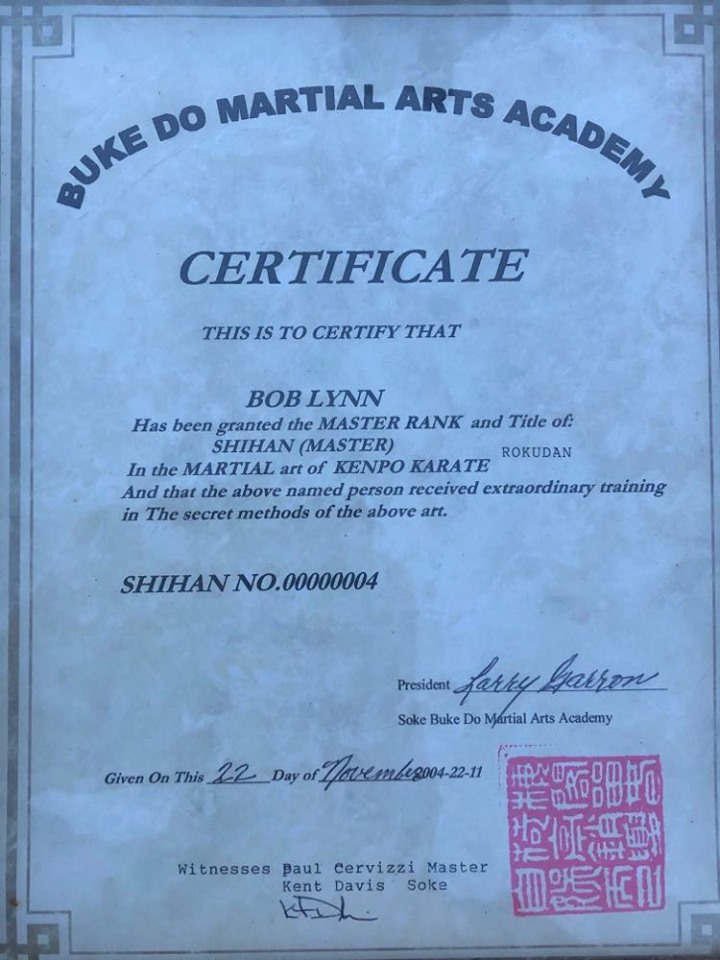 BUKE DO MARTIAL ARTS ACADEMY
CERTIFICATE
THIS IS TO CERTIFY THAT
BOB LYNN
Has been granted the MASTER RANK and Title of:
SHIHAN (MASTER)
ROKUDAN
In the MARTIAL art of KENPO KARATE
And that the above named person received extraordinary training
in The secret methods of the above art.
SHIHAN NO.00000004
President Larry Garron
Soke Buke Do Martial Arts Academy
Given On This 22 Day of November 2004-22-11
Witnesses Paul Cervizzi Master
Kent Davis Soke